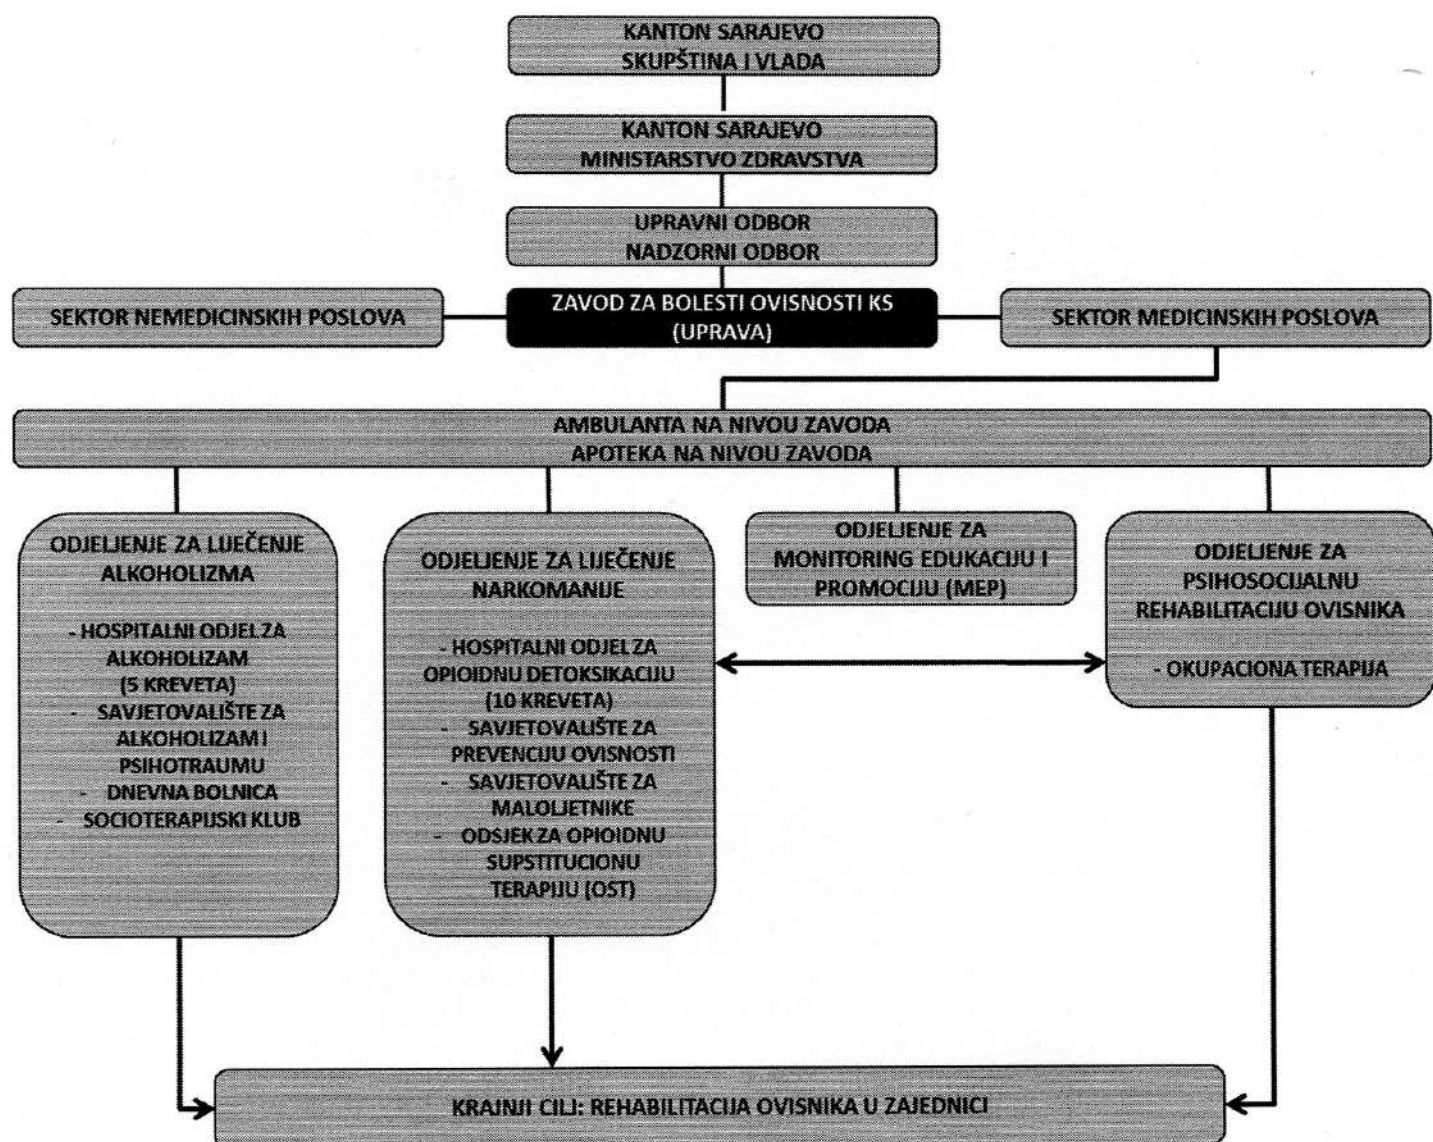 KANTON SARAJEVO
SKUPŠTINA I VLADA
KANTON SARAJEVO
MINISTARSTVO ZDRAVSTVA
UPRAVNI ODBOR
NADZORNI ODBOR
SEKTOR NEMEDICINSKIH POSLOVA
ZAVOD ZA BOLESTI OVISNOSTI KS
(UPRAVA)
SEKTOR MEDICINSKIH POSLOVA
AMBULANTA NA NIVOU ZAVODA
APOTEKA NA NIVOU ZAVODA
ODJELJENJE ZA LIJEČENJE
ALKOHOLIZMA
- HOSPITALNI ODJEL ZA
ALKOHOLIZAM
(5 KREVETA)
- SAVJETOVALIŠTE ZA
ALKOHOLIZAM I
PSIHOTRAUMU
- DNEVNA BOLNICA
- SOCIOTERAPIJSKI KLUB
ODJELJENJE ZA LIJEČENJE
NARKOMANIJE
- HOSPITALNI ODJEL ZA
OPIOIDNU DETOKSIKACIJU
(10 KREVETA)
- SAVJETOVALIŠTE ZA
PREVENCIJU OVISNOSTI
- SAVJETOVALIŠTE ZA
MALOLJETNIKE
- ODSJEK ZA OPIOIDNU
SUPSTITUCIONU
TERAPIJU (OST)
ODJELJENJE ZA
MONITORING EDUKACIJU I
PROMOCIJU (MEP)
ODJELJENJE ZA
PSIHOSOCIJALNU
REHABILITACIJU OVISNIKA
- OKUPACIONA TERAPIJA
KRAJNJI CILJ: REHABILITACIJA OVISNIKA U ZAJEDNICI